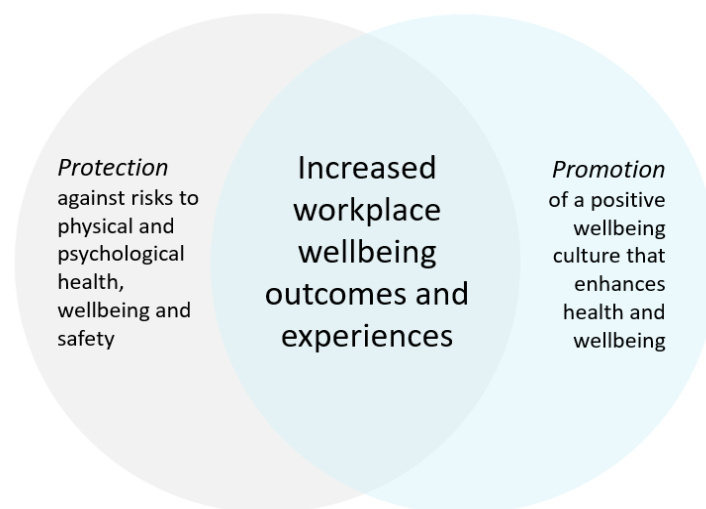 Protection
against risks to
physical and
psychological
health,
wellbeing and
safety
Increased
workplace
wellbeing
outcomes and
experiences
Promotion
of a positive
wellbeing
culture that
enhances
health and
wellbeing